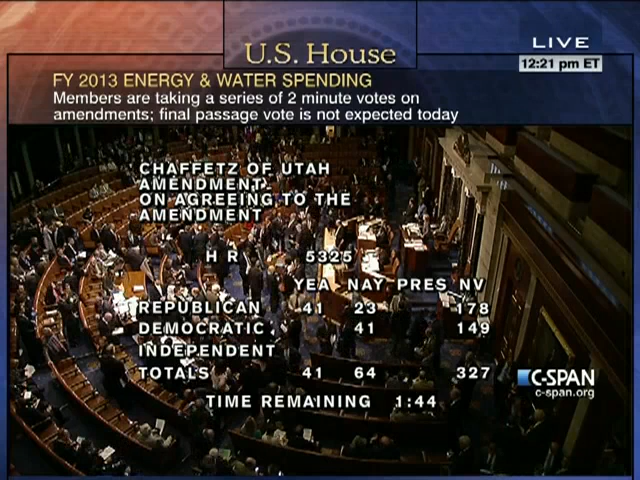 U.S. House
LIVE
12:21 pm ET
FY 2013 ENERGY & WATER SPENDING
Members are taking a series of 2 minute votes on
amendments; final passage vote is not expected today
CHAFFETZ OF UTAH
AMENDMENT
ON AGREEING TO THE
AMENDMENT
H R 5325
YEA NAY PRES NV
REPUBLICAN 41 23 178
DEMOCRATIC 41 149
INDEPENDENT
TOTALS 41 64 327
TIME REMAINING 1:44
C-SPAN
c-span.org